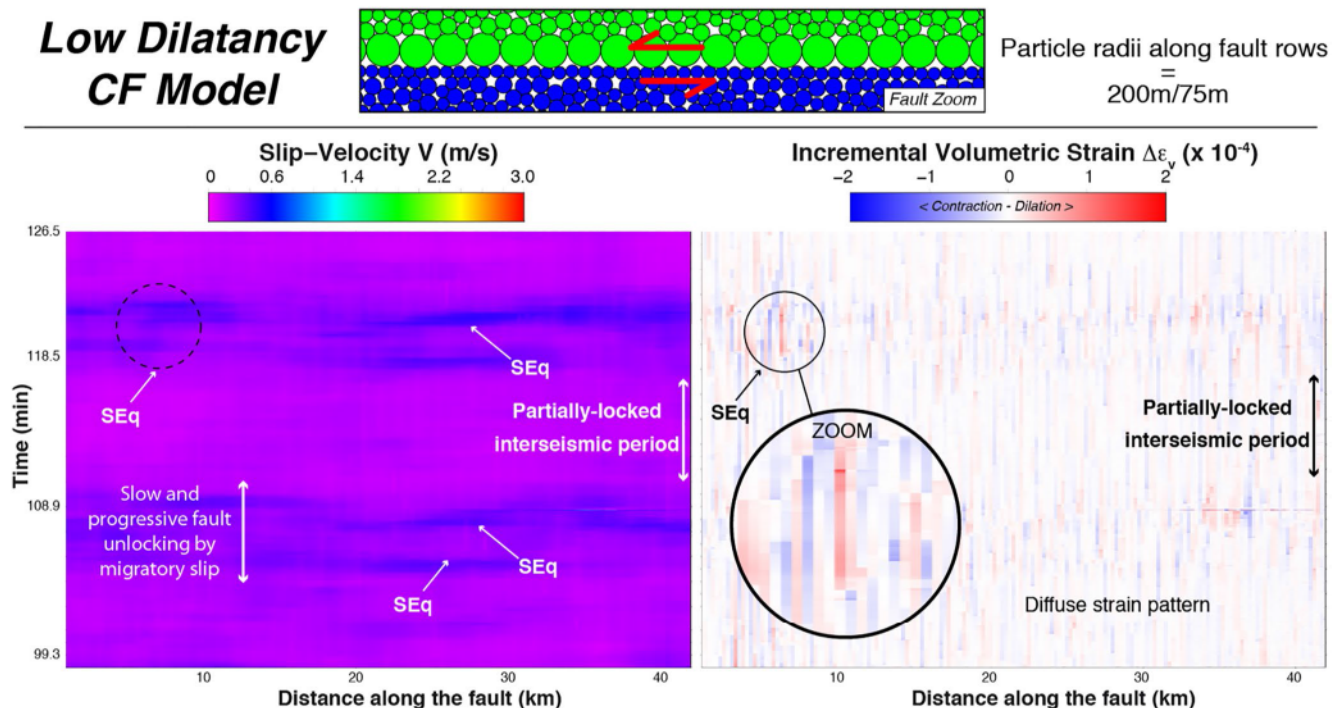 Low Dilatancy
CF Model
Fault Zoom
Particle radii along fault rows
=
200m/75m
Slip–Velocity V (m/s)
0 0.6 1.4 2.2 3.0
126.5
118.5
108.9
99.3
Time (min)
SEq
SEq
Partially-locked
interseismic period
Slow and
progressive fault
unlocking by
migratory slip
SEq
SEq
10 20 30 40
Distance along the fault (km)
Incremental Volumetric Strain Δεv (x 10-4)
−2 −1 0 1 2
< Contraction - Dilation >
SEq
ZOOM
Partially-locked
interseismic period
Diffuse strain pattern
10 20 30 40
Distance along the fault (km)